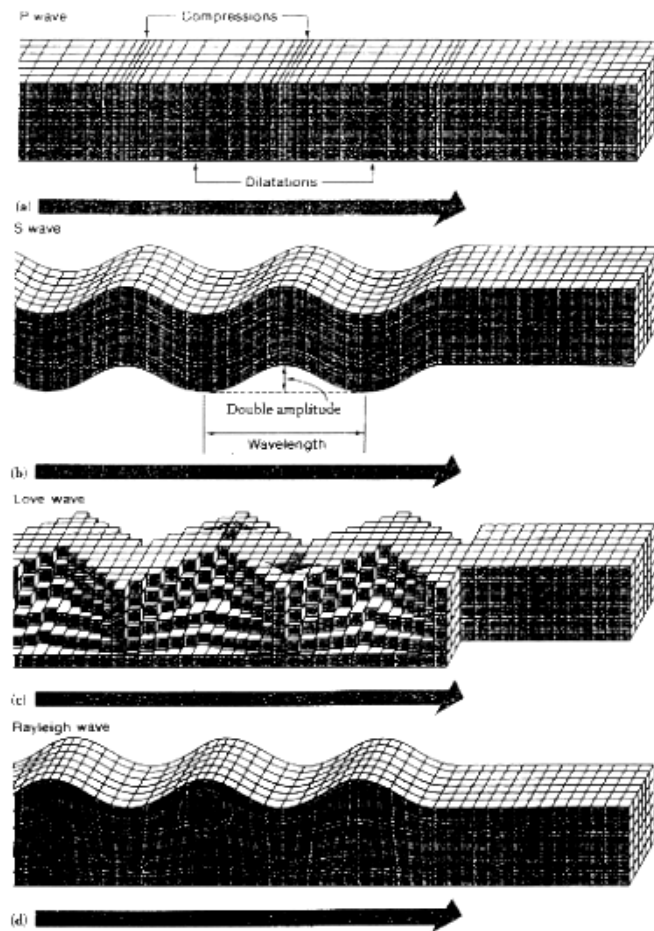 P wave
Compressions
Dilatations
(a)
S wave
Double amplitude
Wavelength
(b)
Love wave
(c)
Rayleigh wave
(d)